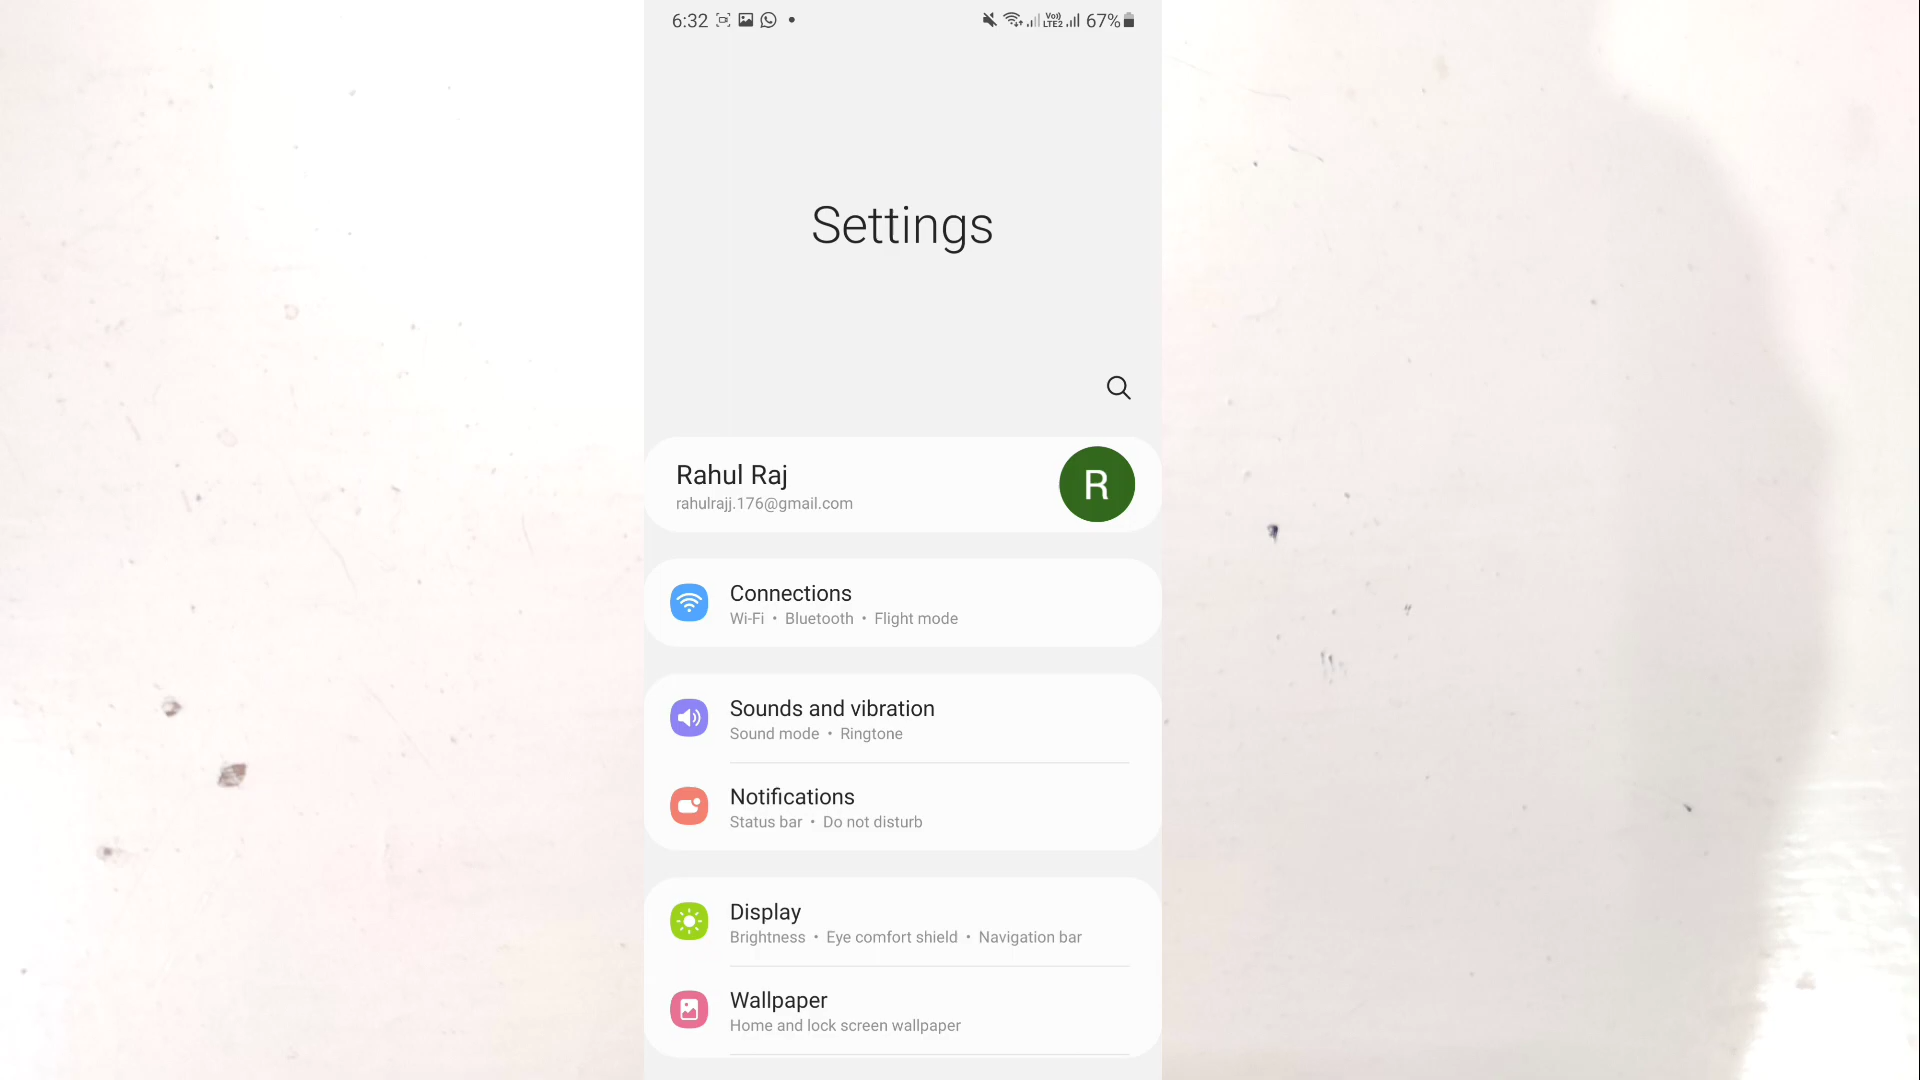 6:32 Vo)) LTE2 67%
Settings
Rahul Raj
R
rahulrajj.176@gmail.com
Connections
Wi-Fi • Bluetooth • Flight mode
Sounds and vibration
Sound mode • Ringtone
Notifications
Status bar • Do not disturb
Display
Brightness • Eye comfort shield • Navigation bar
Wallpaper
Home and lock screen wallpaper